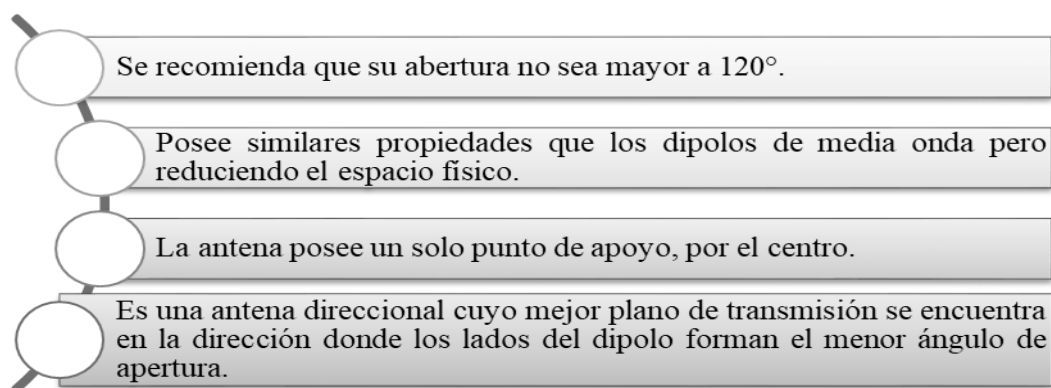 Se recomienda que su abertura no sea mayor a 120°.
Posee similares propiedades que los dipolos de media onda pero
reduciendo el espacio físico.
La antena posee un solo punto de apoyo, por el centro.
Es una antena direccional cuyo mejor plano de transmisión se encuentra
en la dirección donde los lados del dipolo forman el menor ángulo de
apertura.